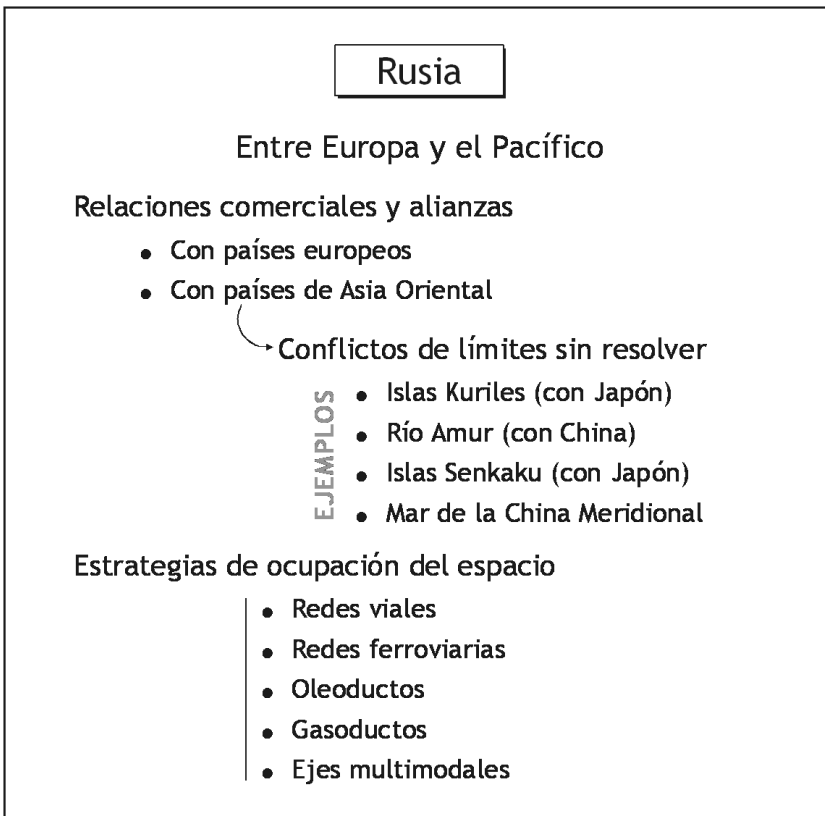 Rusia
Entre Europa y el Pacífico
Relaciones comerciales y alianzas
• Con países europeos
• Con países de Asia Oriental
Conflictos de límites sin resolver
EJEMPLOS
• Islas Kuriles (con Japón)
• Río Amur (con China)
• Islas Senkaku (con Japón)
• Mar de la China Meridional
Estrategias de ocupación del espacio
• Redes viales
• Redes ferroviarias
• Oleoductos
• Gasoductos
• Ejes multimodales